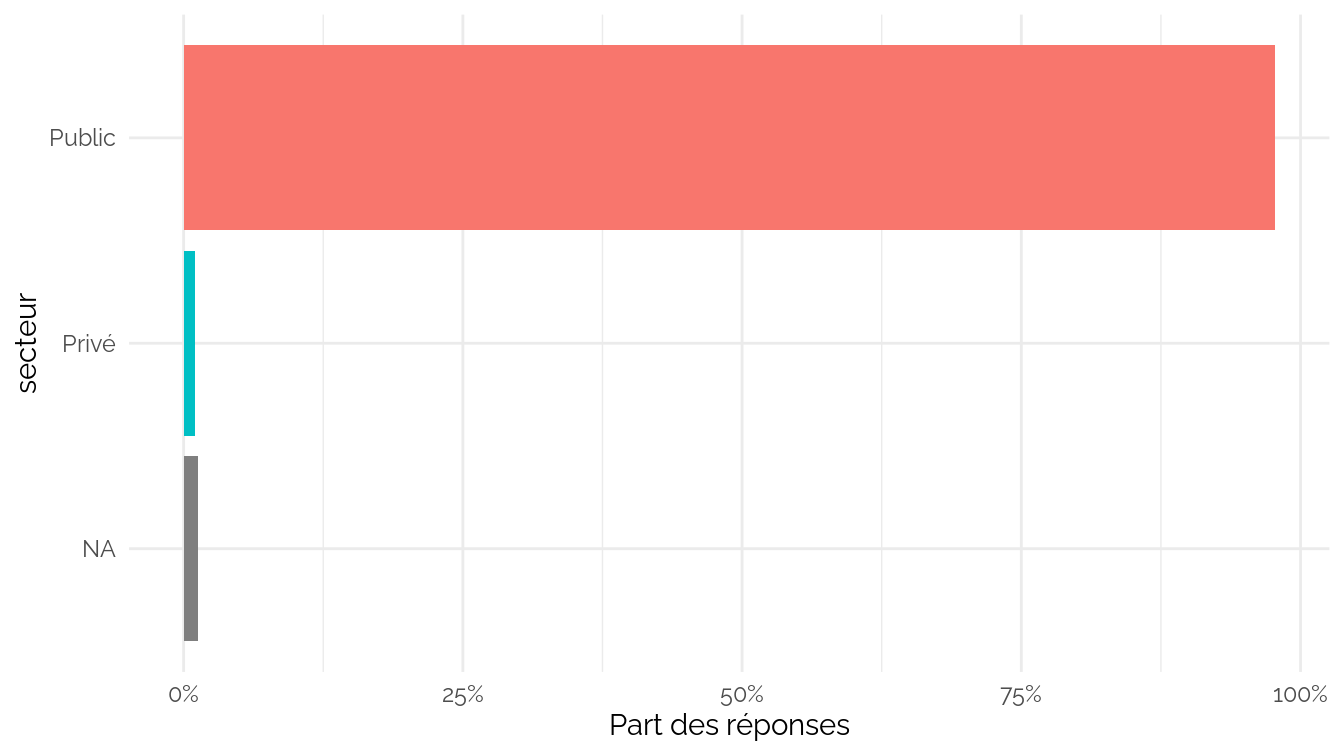 Public
Privé
NA
secteur
0% 25% 50% 75% 100%
Part des réponses